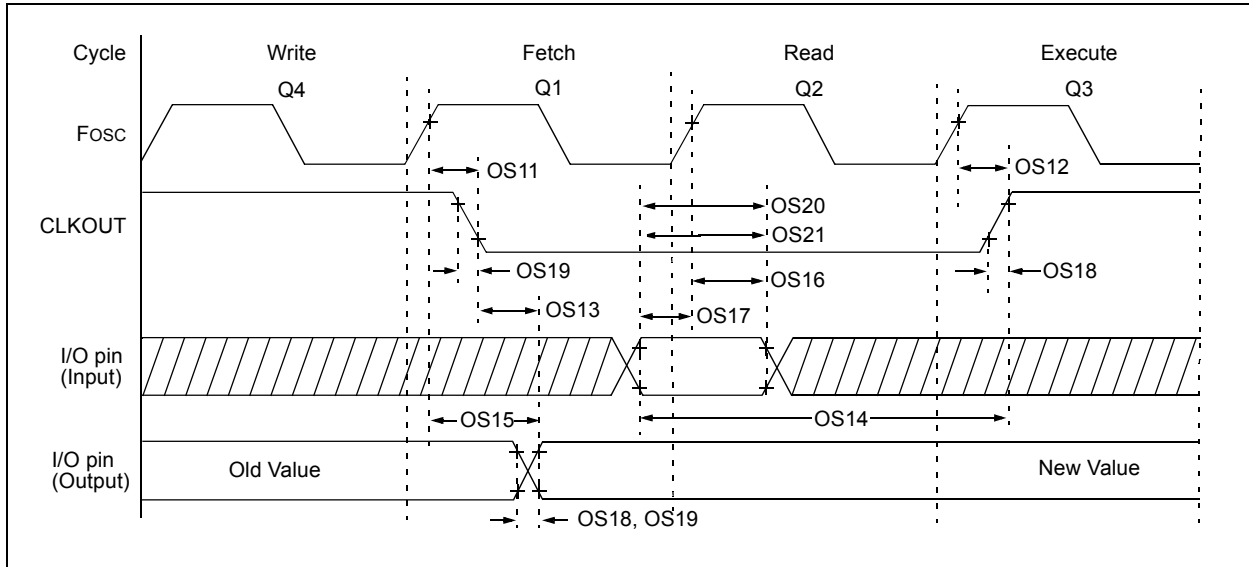 Cycle Write Fetch Read Execute
Q4 Q1 Q2 Q3
FOSC
OS11 OS12
OS20
CLKOUT
OS21
OS19 OS16 OS18
OS13 OS17
I/O pin
(Input)
OS15 OS14
I/O pin
(Output)
Old Value New Value
OS18, OS19